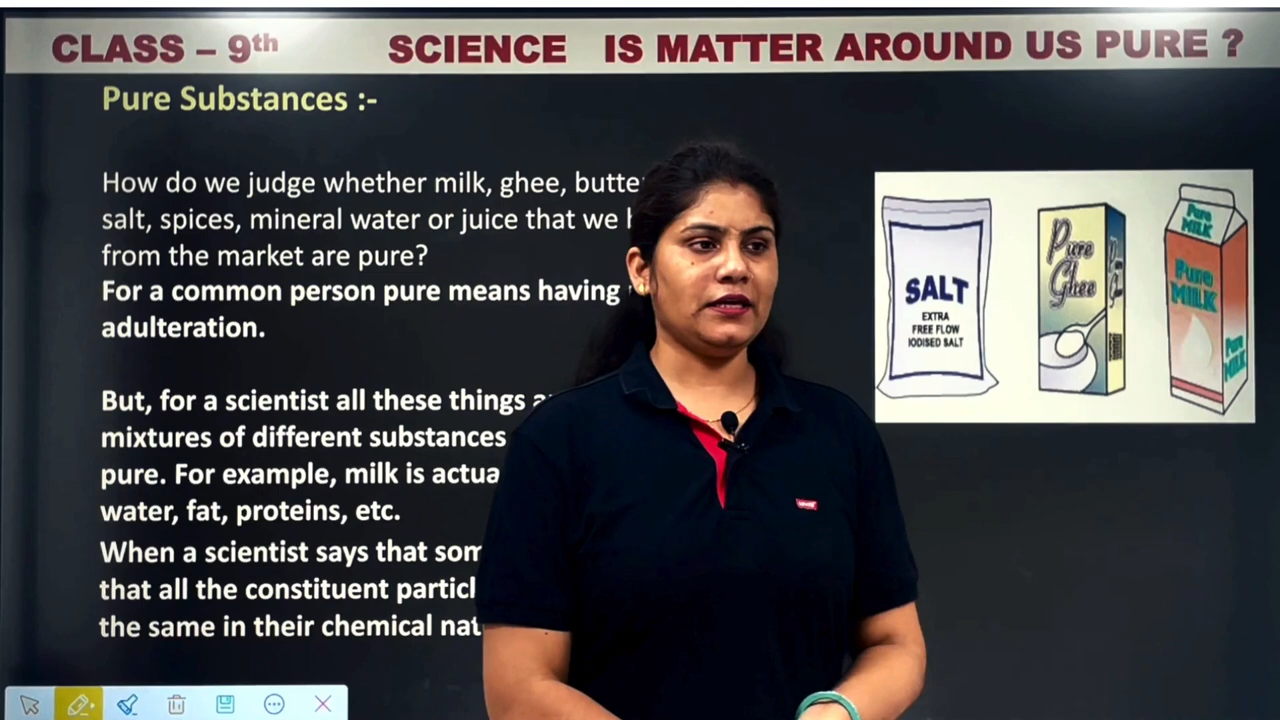 CLASS – 9th SCIENCE IS MATTER AROUND US PURE ?
Pure Substances :-
How do we judge whether milk, ghee,
salt, spices, mineral water or juice that we
from the market are pure?
For a common person pure means having
adulteration.
But, for a scientist all these things
mixtures of different substances
pure. For example, milk is
water, fat, proteins, etc.
When a scientist says that
that all the constituent
the same in their chemical
SALT
EXTRA
FREE FLOW
IODISED SALT
Pure
Ghee
Pure
MILK
Pure
MILK
Pure
MILK